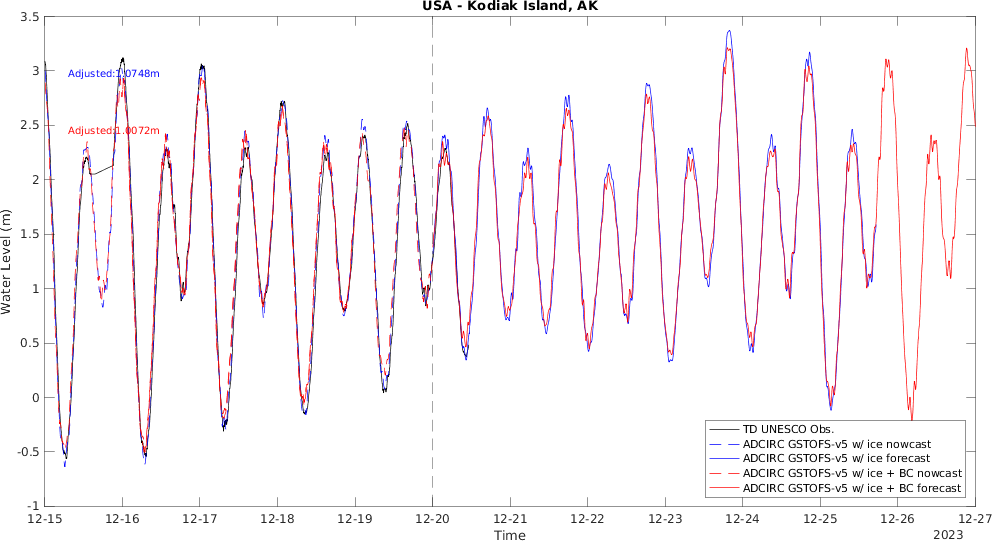 USA - Kodiak Island, AK
3.5
3
2.5
2
1.5
1
0.5
0
-0.5
-1
Water Level (m)
Adjusted:1.0748m
Adjusted:1.0072m
TD UNESCO Obs.
ADCIRC GSTOFS-v5 w/ ice nowcast
ADCIRC GSTOFS-v5 w/ ice forecast
ADCIRC GSTOFS-v5 w/ ice + BC nowcast
ADCIRC GSTOFS-v5 w/ ice + BC forecast
12-15 12-16 12-17 12-18 12-19 12-20 12-21 12-22 12-23 12-24 12-25 12-26 12-27
Time
2023